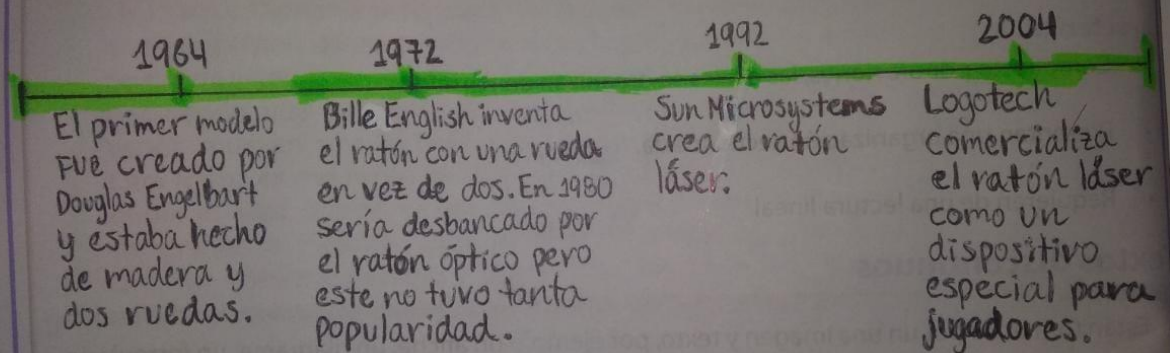 1964
1972
1992
2004
El primer modelo
FUE creado por
Douglas Engelbart
y estaba hecho
de madera y
dos ruedas.
Bille English inventa
el ratón con una rueda
en vez de dos. En 1980
sería desbancado por
el ratón óptico pero
este no tuvo tanta
popularidad.
Sun Microsystems
crea el ratón
láser.
Logotech
comercializa
el ratón láser
como un
dispositivo
especial para
jugadores.